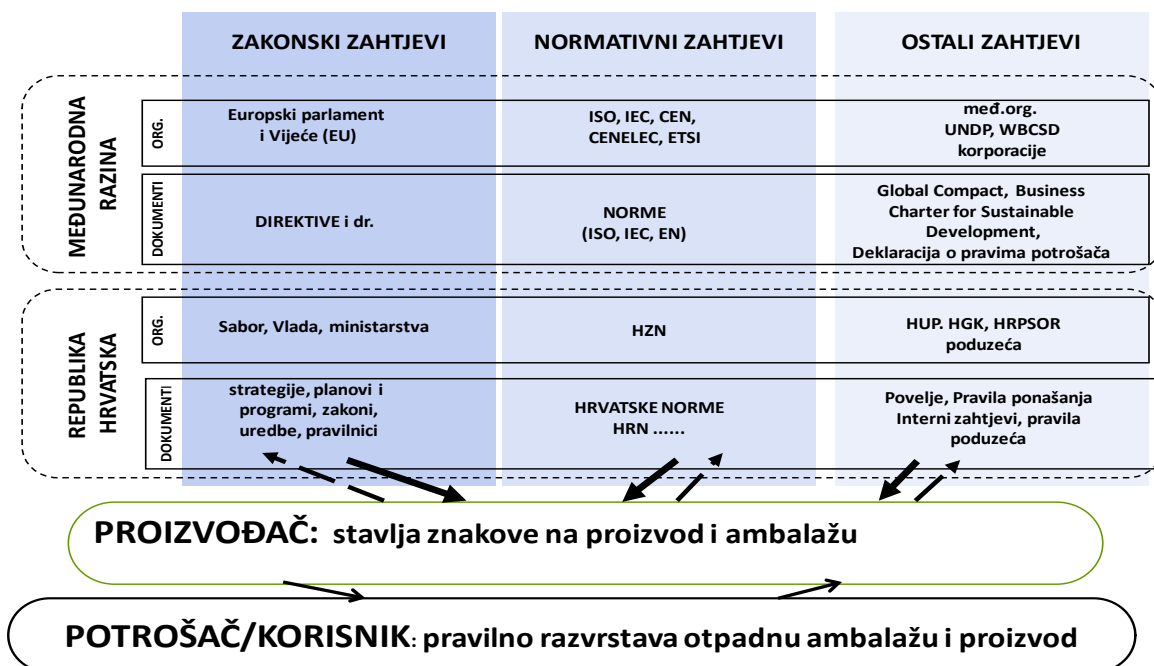 ZAKONSKI ZAHTJEVI
NORMATIVNI ZAHTJEVI
OSTALI ZAHTJEVI
MEĐUNARODNA
RAZINA
ORG.
Europski parlament
i Vijeće (EU)
ISO, IEC, CEN,
CENELEC, ETSI
međ.org.
UNDP, WBCSD
korporacije
DOKUMENTI
DIREKTIVE i dr.
NORME
(ISO, IEC, EN)
Global Compact, Business
Charter for Sustainable
Development,
Deklaracija o pravima potrošača
REPUBLIKA
HRVATSKA
ORG.
Sabor, Vlada, ministarstva
HZN
HUP. HGK, HRPSOR
poduzeća
DOKUMENTI
strategije, planovi i
programi, zakoni,
uredbe, pravilnici
HRVATSKE NORME
HRN ......
Povelje, Pravila ponašanja
Interni zahtjevi, pravila
poduzeća
PROIZVOĐAČ: stavlja znakove na proizvod i ambalažu
POTROŠAČ/KORISNIK: pravilno razvrstava otpadnu ambalažu i proizvod